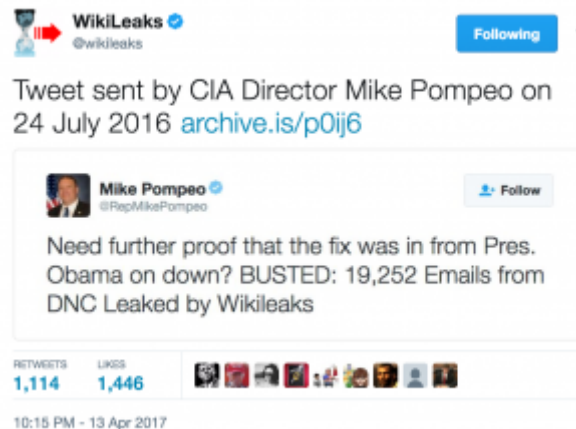 WikiLeaks
@wikileaks
Following
Tweet sent by CIA Director Mike Pompeo on
24 July 2016 archive.is/p0ij6
Mike Pompeo
@RepMikePompeo
Follow
Need further proof that the fix was in from Pres.
Obama on down? BUSTED: 19,252 Emails from
DNC Leaked by Wikileaks
RETWEETS LIKES
1,114 1,446
10:15 PM - 13 Apr 2017